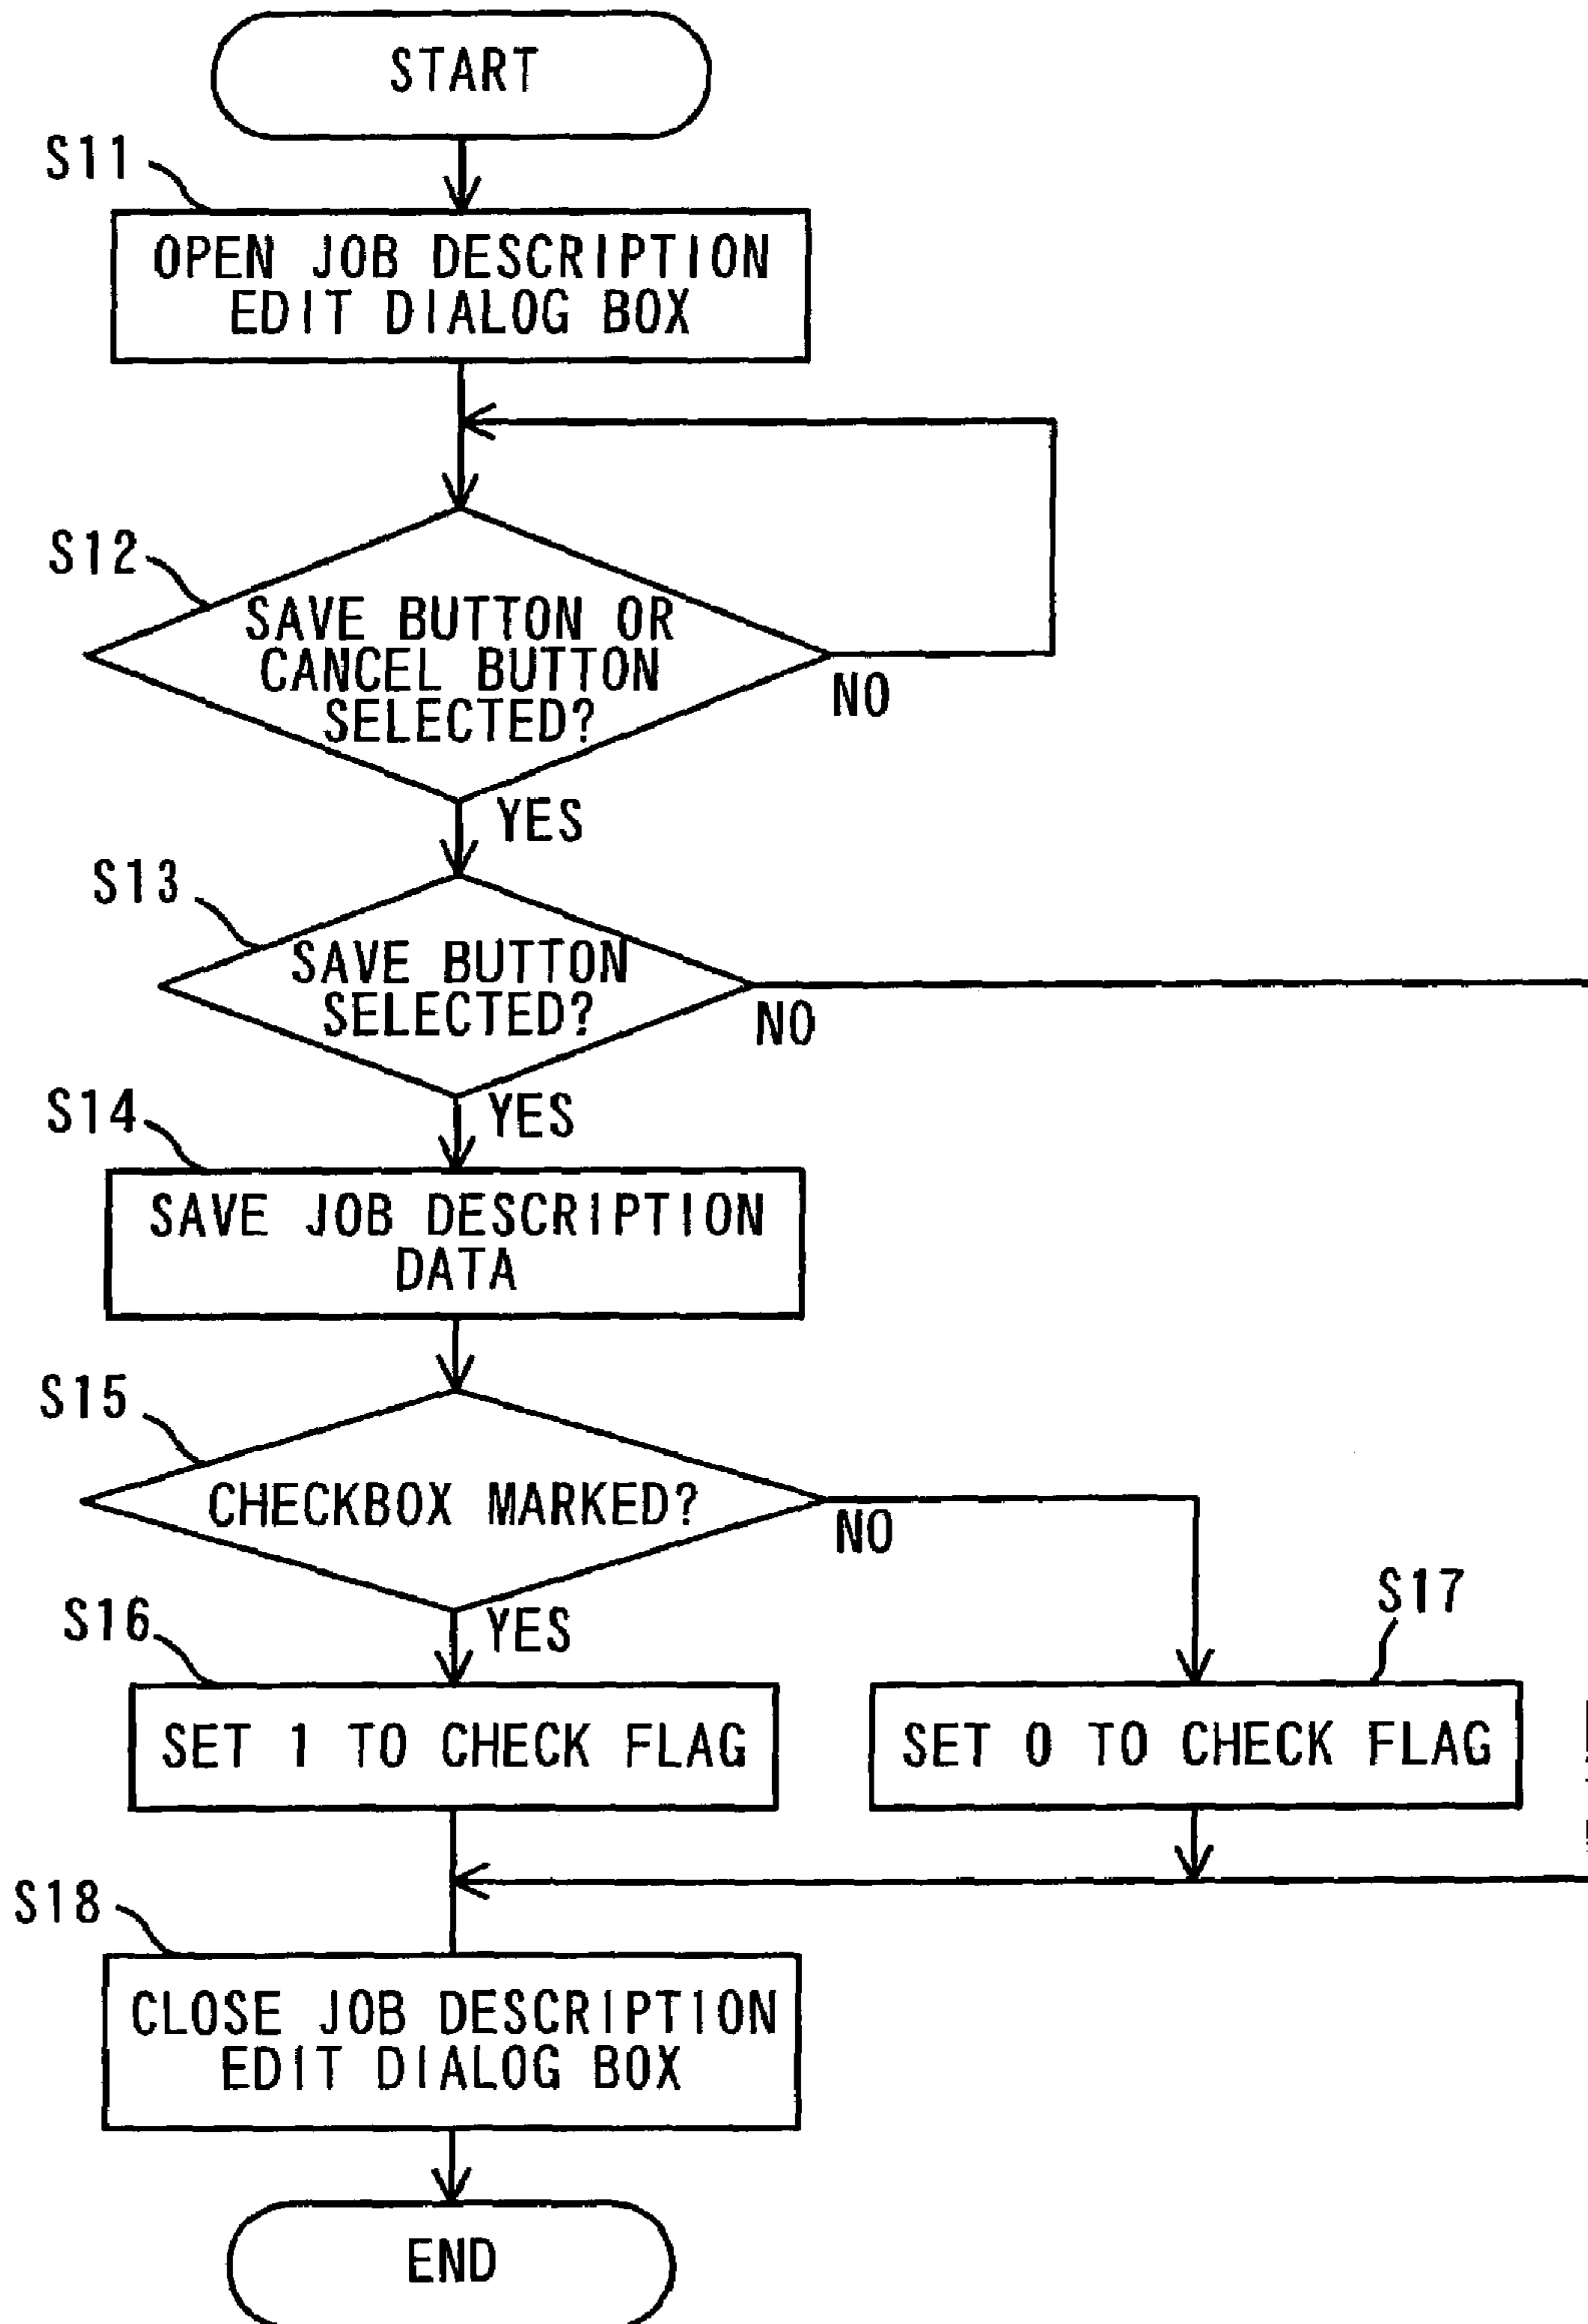 START
S11
OPEN JOB DESCRIPTION
EDIT DIALOG BOX
S12
SAVE BUTTON OR
CANCEL BUTTON
SELECTED?
NO
YES
S13
SAVE BUTTON
SELECTED?
NO
YES
S14
SAVE JOB DESCRIPTION
DATA
S15
CHECKBOX MARKED?
NO
YES
S16
SET 1 TO CHECK FLAG
S17
SET 0 TO CHECK FLAG
S18
CLOSE JOB DESCRIPTION
EDIT DIALOG BOX
END